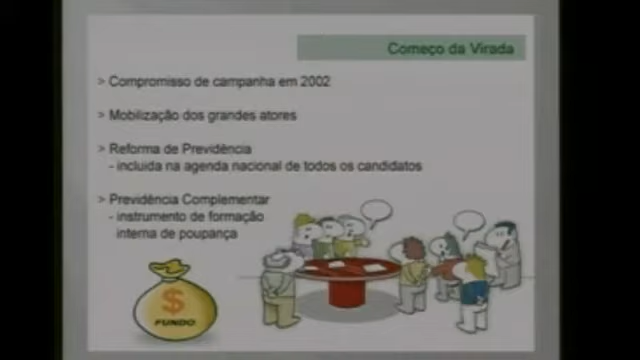 Começo da Virada
> Compromisso de campanha em 2002
> Mobilização dos grandes atores
> Reforma de Previdência
- incluida na agenda nacional de todos os candidatos
> Previdência Complementar
- instrumento de formação
interna de poupança
$
FUNDO